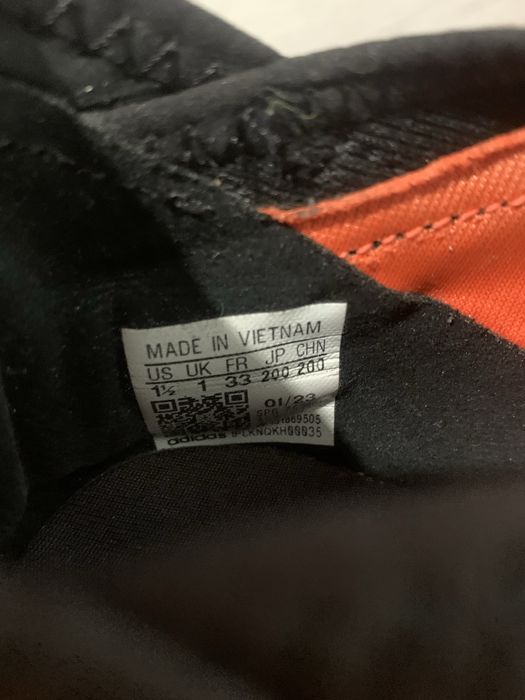 MADE IN VIETNAM
US UK FR JP CHN
1½ 1 33 200 200
01/23
adidas